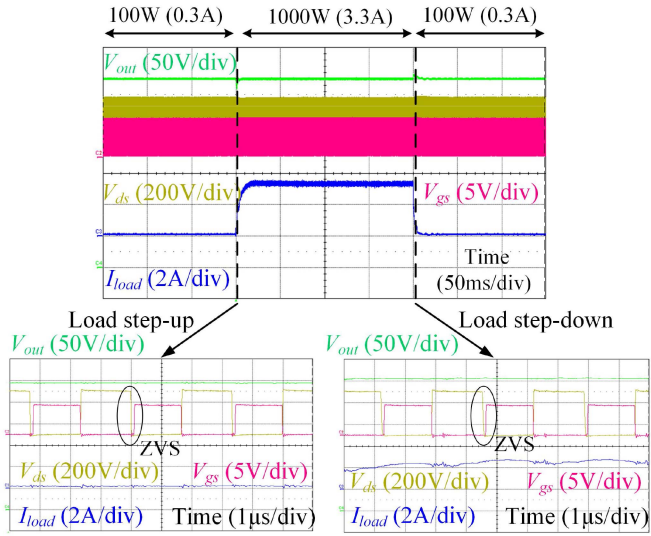 100W (0.3A) 1000W (3.3A) 100W (0.3A)
Vout (50V/div)
Vds (200V/div) Vgs (5V/div)
Iload (2A/div) Time
(50ms/div)
Load step-up Load step-down
Vout (50V/div) Vout (50V/div)
ZVS ZVS
Vds (200V/div) Vgs (5V/div) Vds (200V/div) Vgs (5V/div)
Iload (2A/div) Time (1μs/div) Iload (2A/div) Time (1μs/div)